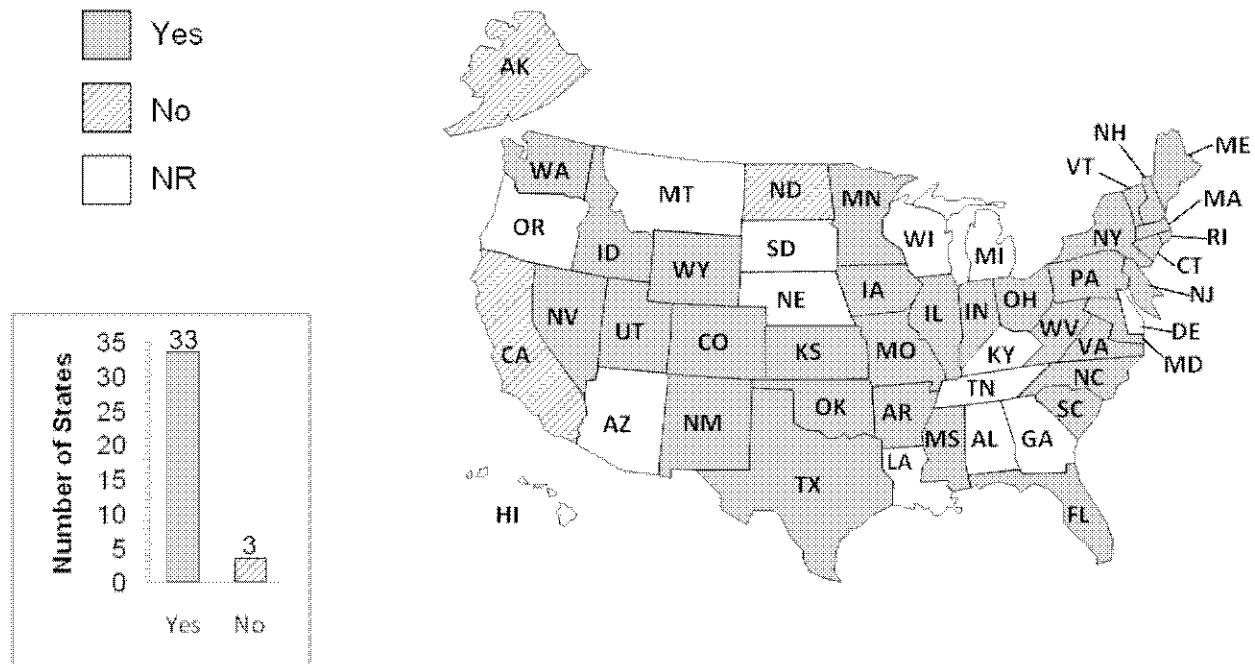 Yes
No
NR
AK
NH
ME
VT
WA
MT
ND
MN
MA
OR
ID
SD
WI
MI
NY
RI
WY
CT
IA
PA
NJ
NE
NV
UT
CO
IL
IN
OH
WV
DE
CA
KS
MO
KY
VA
MD
NC
TN
AZ
NM
OK
AR
SC
MS
AL
GA
LA
TX
HI
FL
Number of States
35
30
25
20
15
10
5
0
33
3
Yes
No